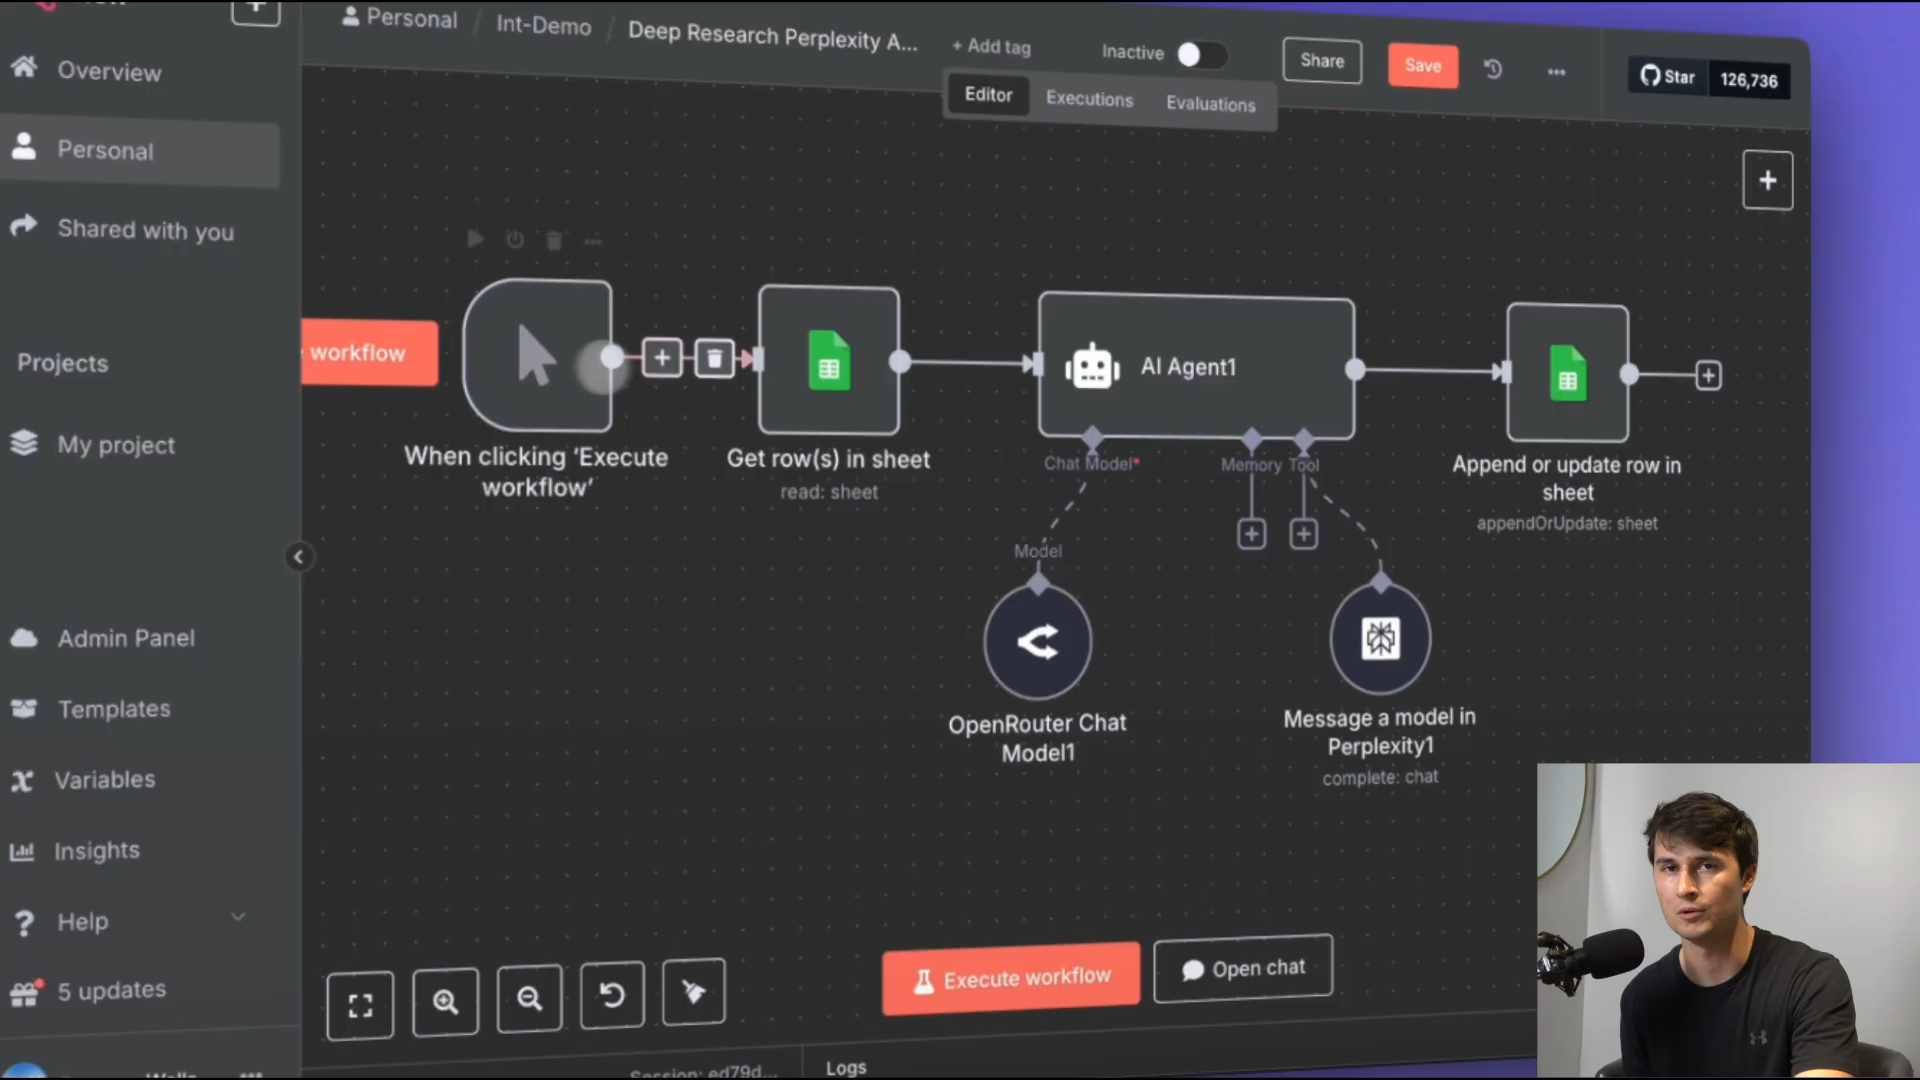 Personal / Int-Demo / Deep Research Perplexity A...
+ Add tag
Inactive
Share
Save
Star 126,736
Editor
Executions
Evaluations
Overview
Personal
Shared with you
Projects
My project
Admin Panel
Templates
Variables
Insights
Help
5 updates
workflow
When clicking ‘Execute
workflow’
Get row(s) in sheet
read: sheet
AI Agent1
Chat Model*
Memory
Tool
Model
OpenRouter Chat
Model1
Message a model in
Perplexity1
complete: chat
Append or update row in
sheet
appendOrUpdate: sheet
Execute workflow
Open chat
Session: ed79d...
Logs